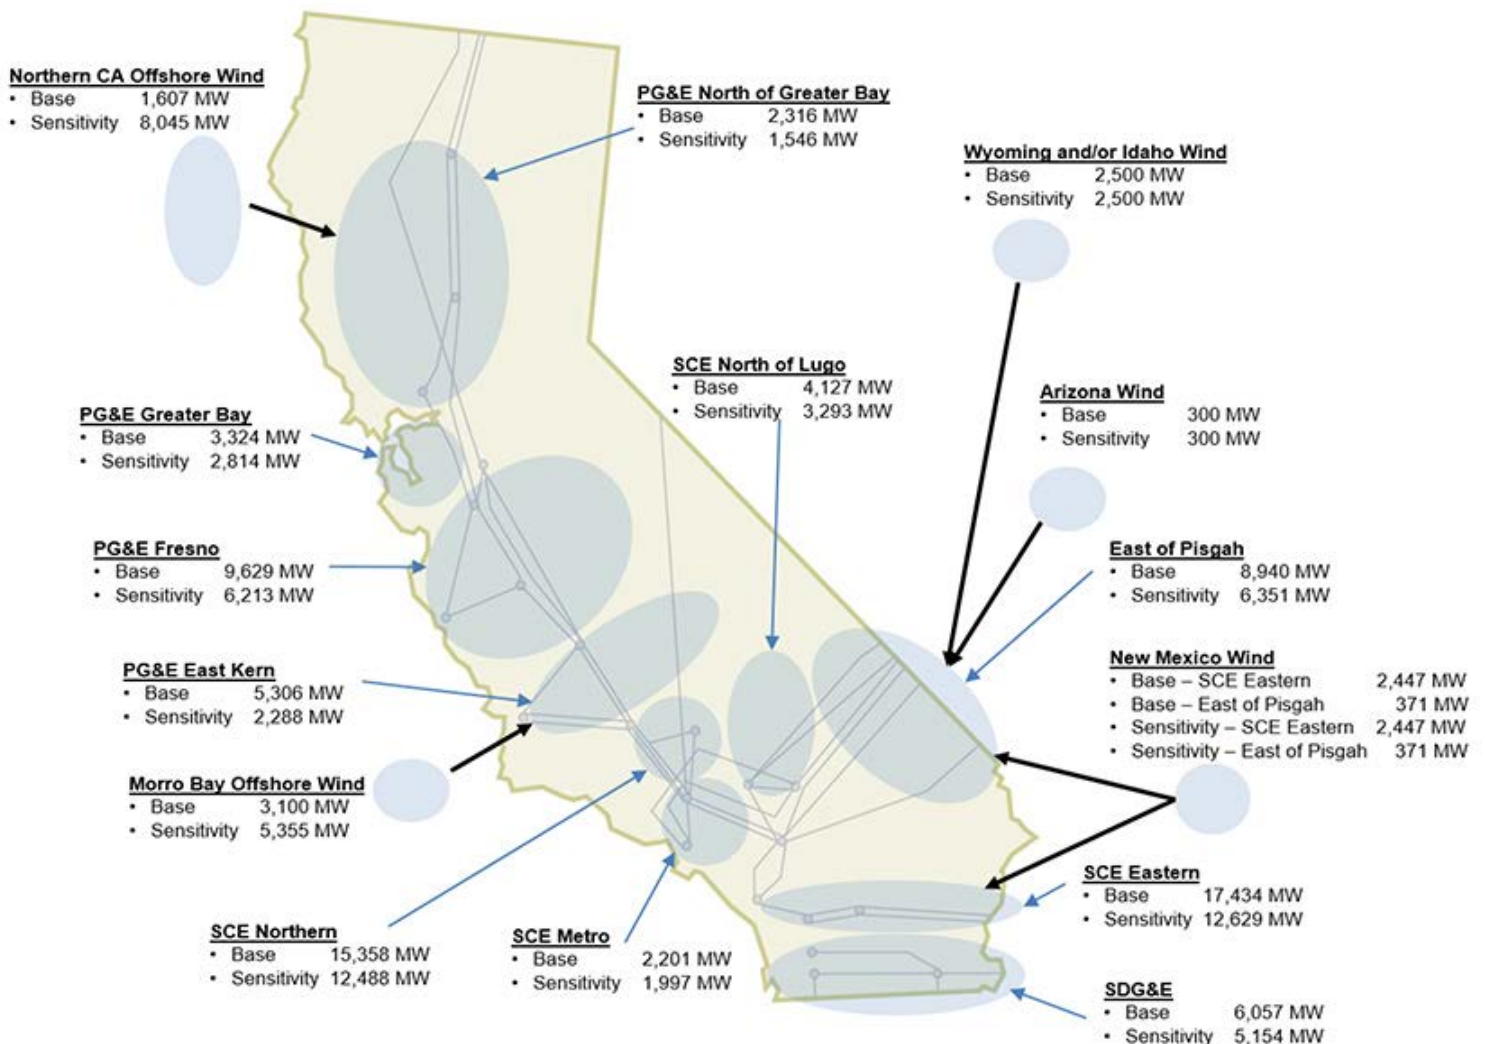 Northern CA Offshore Wind
• Base 1,607 MW
• Sensitivity 8,045 MW
PG&E North of Greater Bay
• Base 2,316 MW
• Sensitivity 1,546 MW
Wyoming and/or Idaho Wind
• Base 2,500 MW
• Sensitivity 2,500 MW
SCE North of Lugo
• Base 4,127 MW
• Sensitivity 3,293 MW
Arizona Wind
• Base 300 MW
• Sensitivity 300 MW
PG&E Greater Bay
• Base 3,324 MW
• Sensitivity 2,814 MW
PG&E Fresno
• Base 9,629 MW
• Sensitivity 6,213 MW
East of Pisgah
• Base 8,940 MW
• Sensitivity 6,351 MW
PG&E East Kern
• Base 5,306 MW
• Sensitivity 2,288 MW
New Mexico Wind
• Base – SCE Eastern 2,447 MW
• Base – East of Pisgah 371 MW
• Sensitivity – SCE Eastern 2,447 MW
• Sensitivity – East of Pisgah 371 MW
Morro Bay Offshore Wind
• Base 3,100 MW
• Sensitivity 5,355 MW
SCE Eastern
• Base 17,434 MW
• Sensitivity 12,629 MW
SCE Northern
• Base 15,358 MW
• Sensitivity 12,488 MW
SCE Metro
• Base 2,201 MW
• Sensitivity 1,997 MW
SDG&E
• Base 6,057 MW
• Sensitivity 5,154 MW